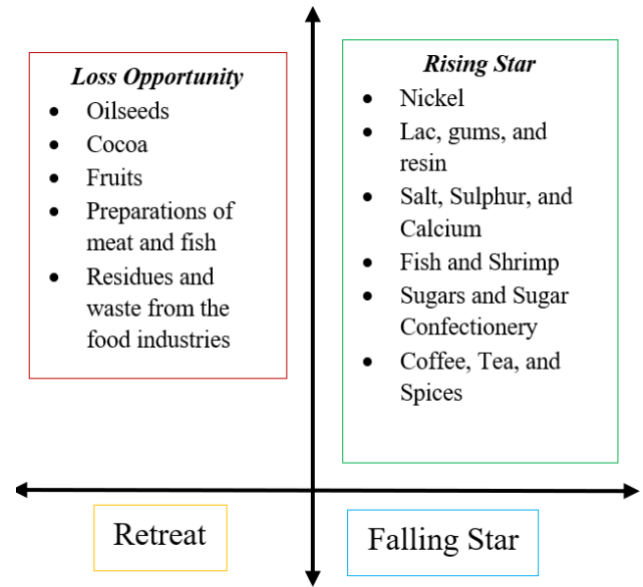 Loss Opportunity
• Oilseeds
• Cocoa
• Fruits
• Preparations of
meat and fish
• Residues and
waste from the
food industries
Rising Star
• Nickel
• Lac, gums, and
resin
• Salt, Sulphur, and
Calcium
• Fish and Shrimp
• Sugars and Sugar
Confectionery
• Coffee, Tea, and
Spices
Retreat
Falling Star